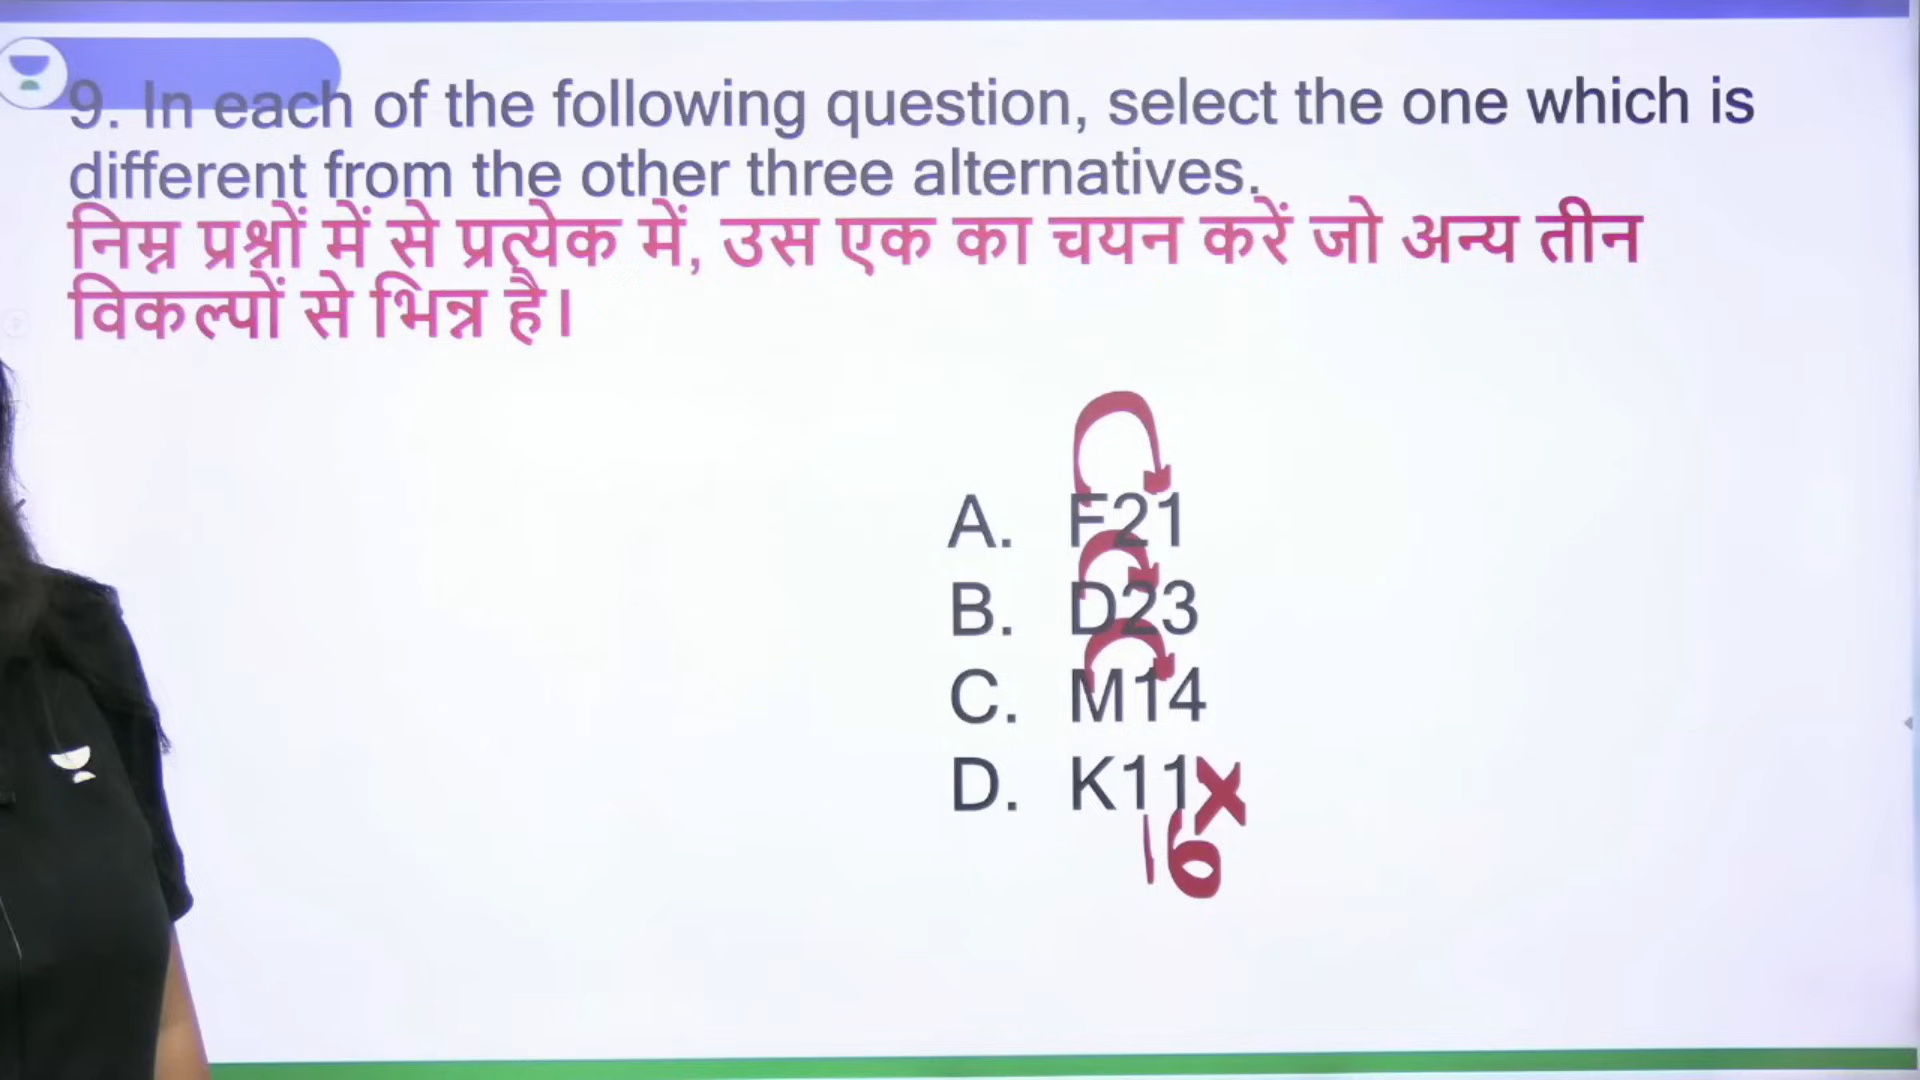 9. In each of the following question, select the one which is
different from the other three alternatives.
निम्न प्रश्नों में से प्रत्येक में, उस एक का चयन करें जो अन्य तीन
विकल्पों से भिन्न है।
A. F21
B. D23
C. M14
D. K11 X
16